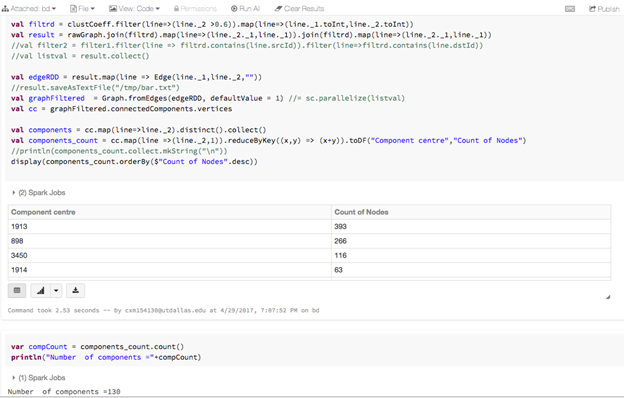 Attached: bd
File
View: Code
Permissions
Run All
Clear Results
Publish
val filtrd = clustCoeff.filter(line=>(line._2 >0.6)).map(line=>(line._1.toInt,line._2.toInt))
val result = rawGraph.join(filtrd).map(line=>(line._2._1,line._1)).join(filtrd).map(line=>(line._2._1,line._1))
//val filter2 = filter1.filter(line => filtrd.contains(line.srcId)).filter(line=>filtrd.contains(line.dstId))
//val listval = result.collect()
val edgeRDD = result.map(line => Edge(line._1,line._2,""))
//result.saveAsTextFile("/tmp/bar.txt")
val graphFiltered = Graph.fromEdges(edgeRDD, defaultValue = 1) //= sc.parallelize(listval)
val cc = graphFiltered.connectedComponents.vertices
val components = cc.map(line=>line._2).distinct().collect()
val components_count = cc.map(line =>(line._2,1)).reduceByKey((x,y) => (x+y)).toDF("Component centre","Count of Nodes")
//println(components_count.collect.mkString("\n"))
display(components_count.orderBy($"Count of Nodes".desc))
(2) Spark Jobs
Component centre Count of Nodes
1913 393
898 266
3450 116
1914 63
Command took 2.53 seconds -- by cxm154130@utdallas.edu at 4/29/2017, 7:07:52 PM on bd
var compCount = components_count.count()
println("Number of components ="+compCount)
(1) Spark Jobs
Number of components =130